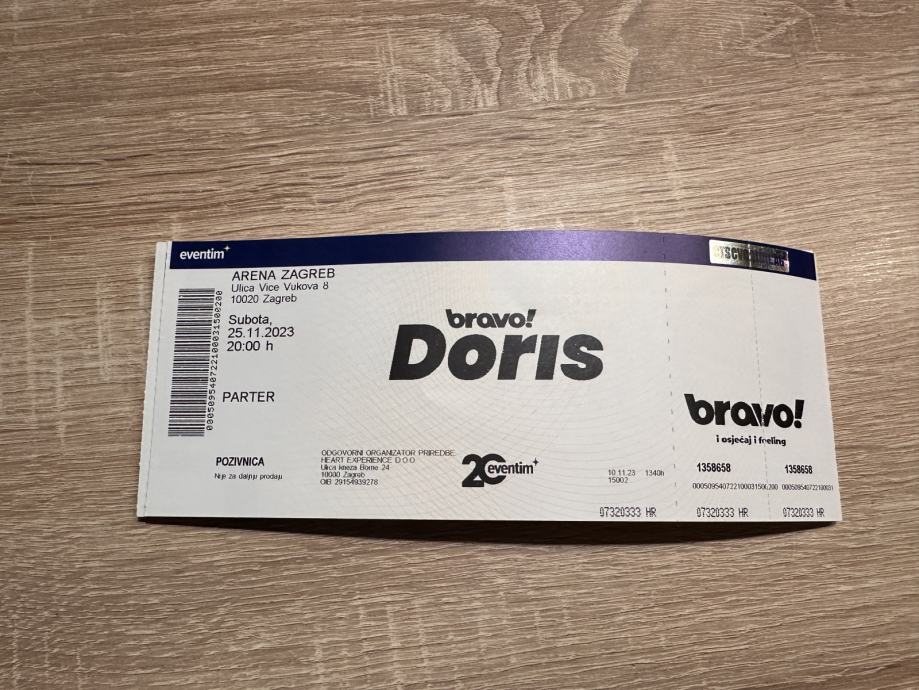 eventim
ARENA ZAGREB
Ulica Vice Vukova 8
10020 Zagreb
Subota,
25.11.2023
20:00 h
PARTER
POZIVNICA
Nije za daljnju prodaju
bravo!
Doris
ODGOVORNI ORGANIZATOR PRIREDBE:
HEART EXPERIENCE D.O.O
Ulica kneza Borne 24
10000 Zagreb
OIB 29154939278
20 eventim
10.11.23 1340h
15002
07320333 HR
bravo!
i osjećaj i feeling
1358658 1358658
07320333 HR 07320333 HR